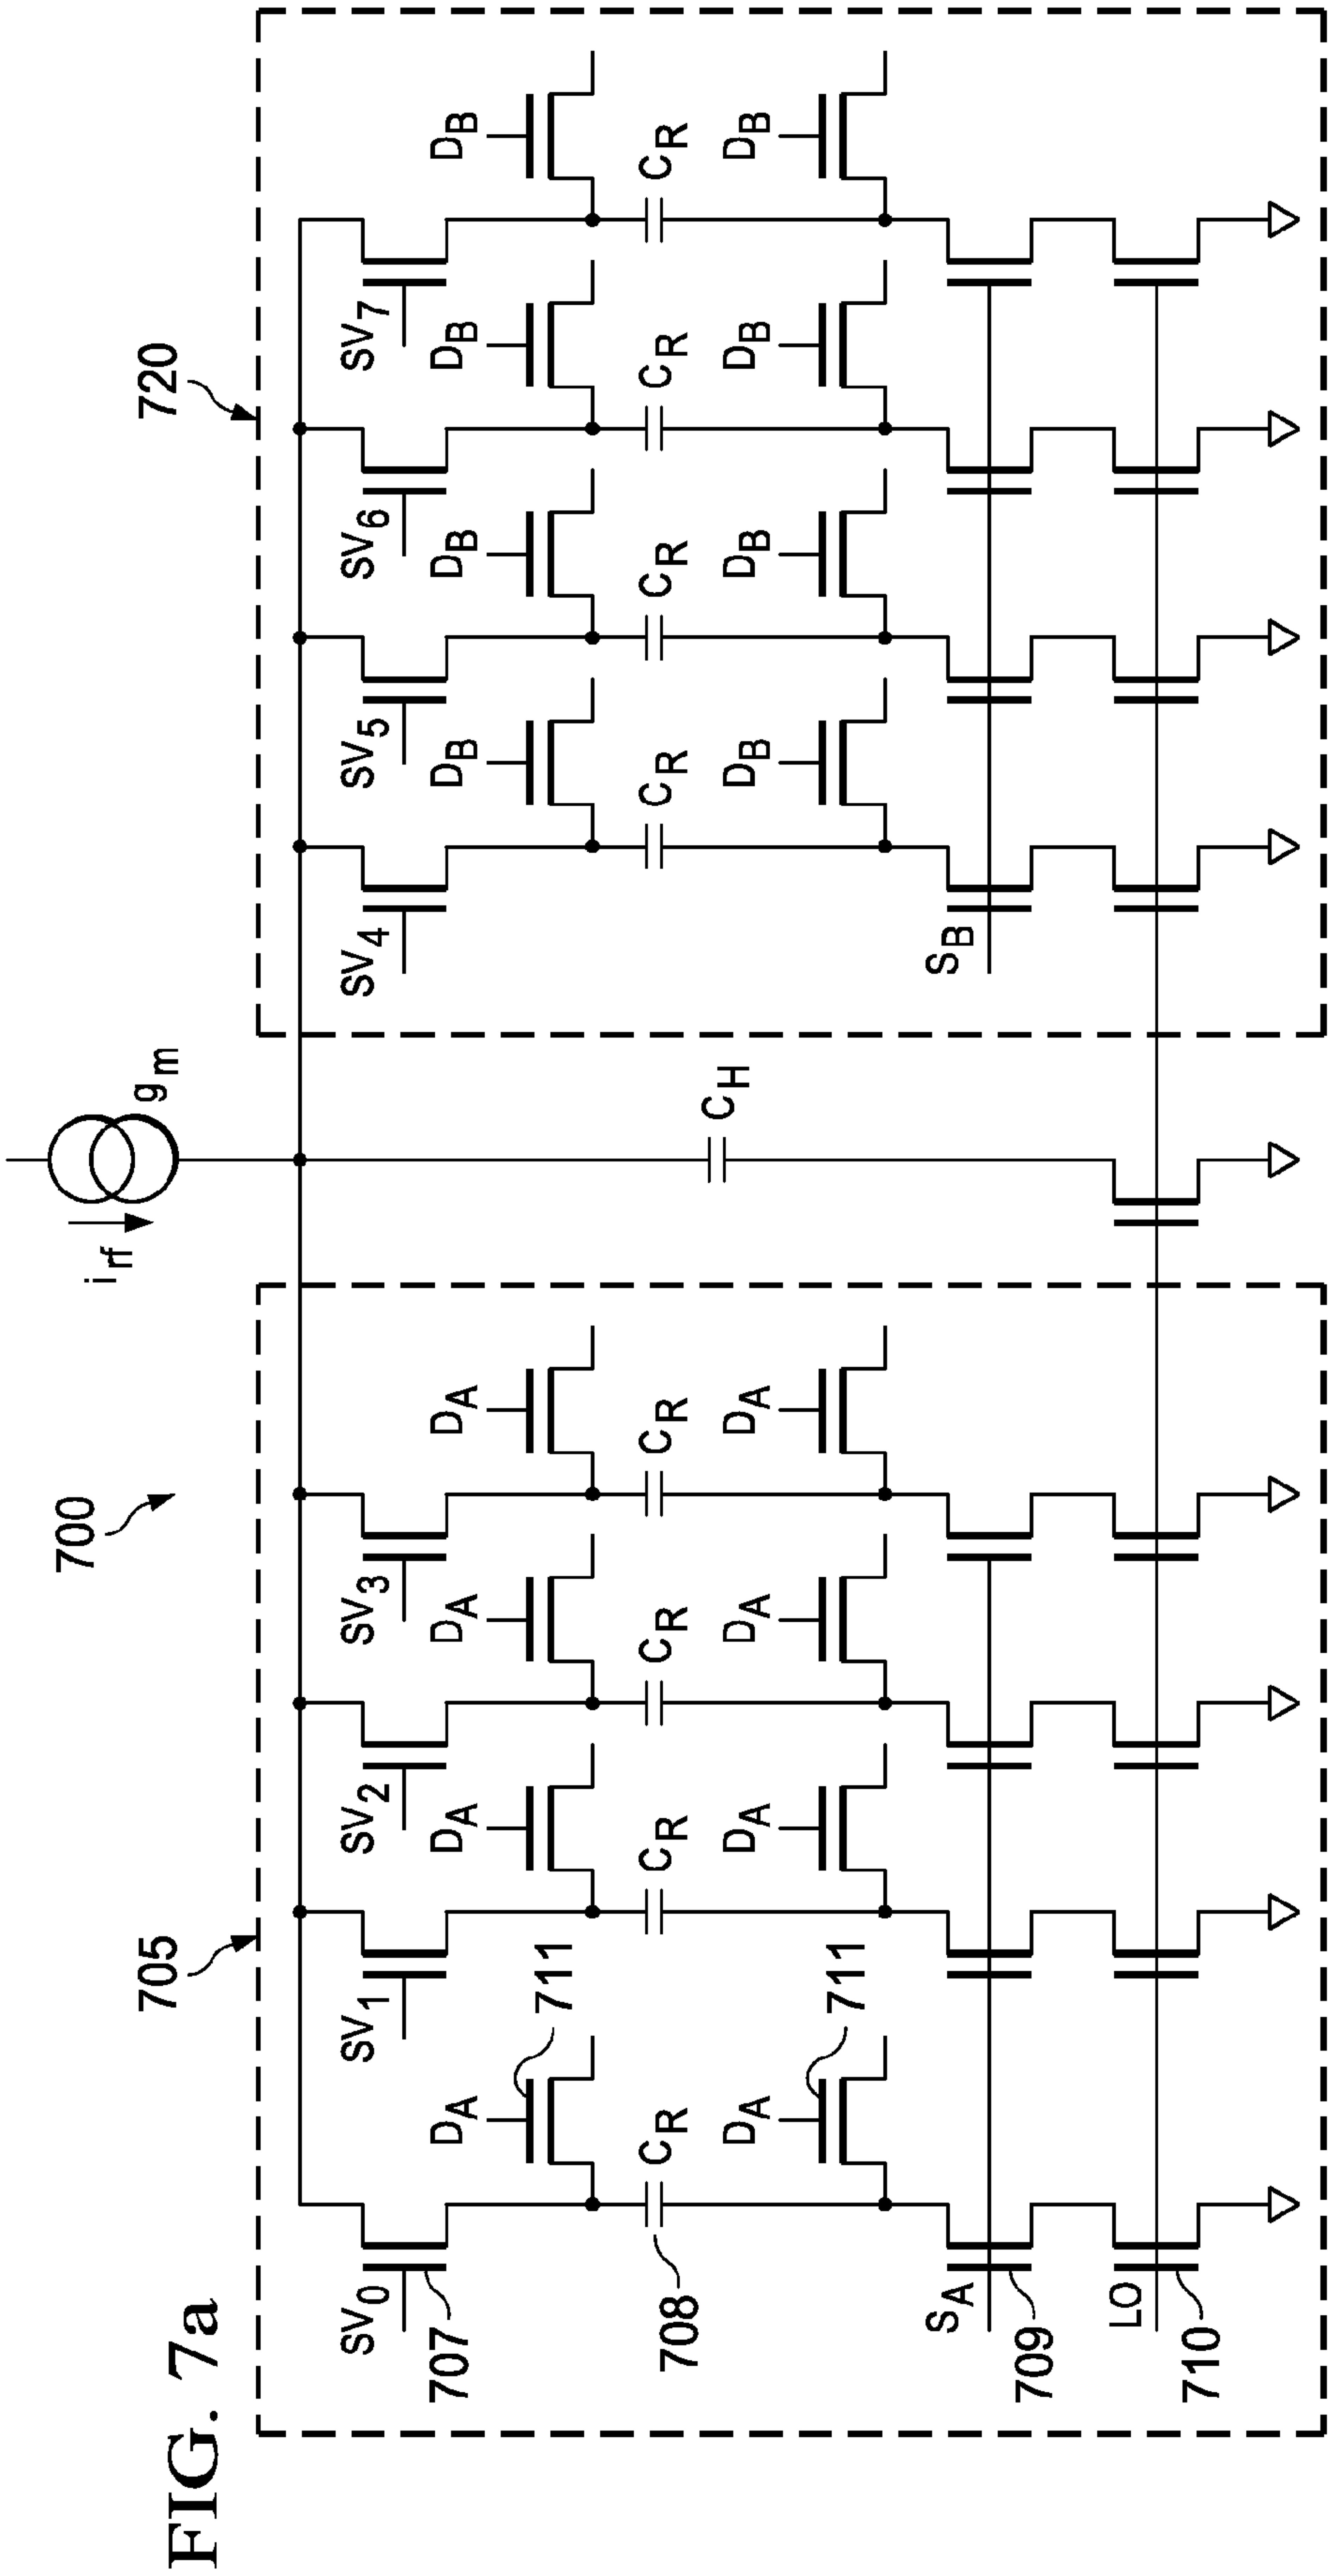 FIG. 7a
700
i_rf
g_m
705
720
SV_0 SV_1 SV_2 SV_3 SV_4 SV_5 SV_6 SV_7
707
D_A D_A D_A D_A D_B D_B D_B D_B
711
C_R C_R C_R C_R C_R C_R C_R C_R
708
C_H
D_A D_A D_A D_A D_B D_B D_B D_B
711
S_A S_B
709
LO
710